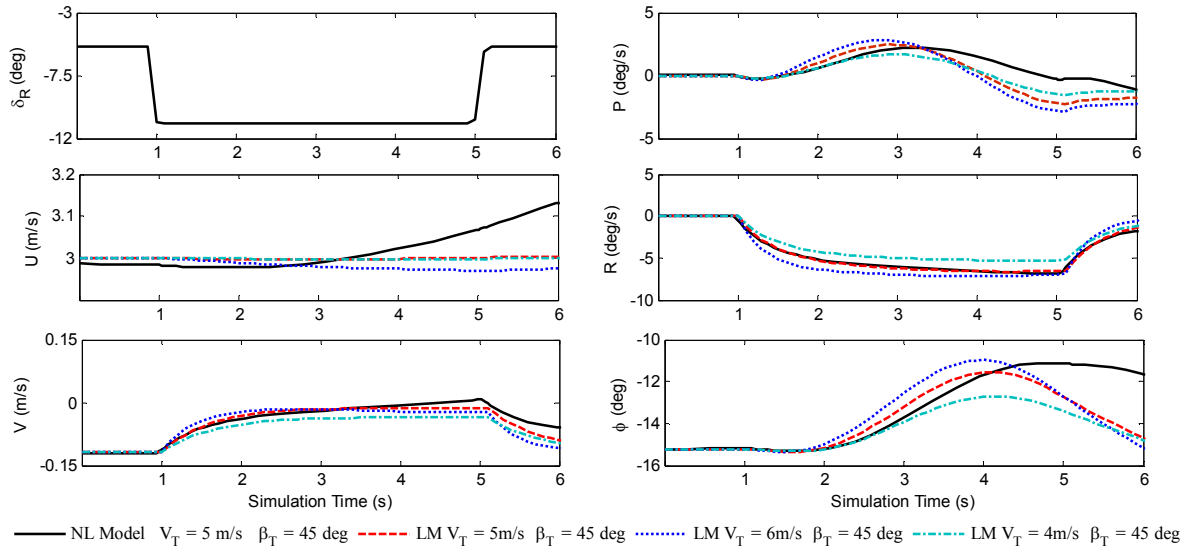 -3
-7.5
-12
δR (deg)
1 2 3 4 5 6
3.2
3.1
3
U (m/s)
1 2 3 4 5 6
0.15
0
-0.15
V (m/s)
1 2 3 4 5 6
Simulation Time (s)
5
0
-5
P (deg/s)
1 2 3 4 5 6
5
0
-5
-10
R (deg/s)
1 2 3 4 5 6
-10
-12
-14
-16
ϕ (deg)
1 2 3 4 5 6
Simulation Time (s)
NL Model VT = 5 m/s βT = 45 deg LM VT = 5m/s βT = 45 deg LM VT = 6m/s βT = 45 deg LM VT = 4m/s βT = 45 deg